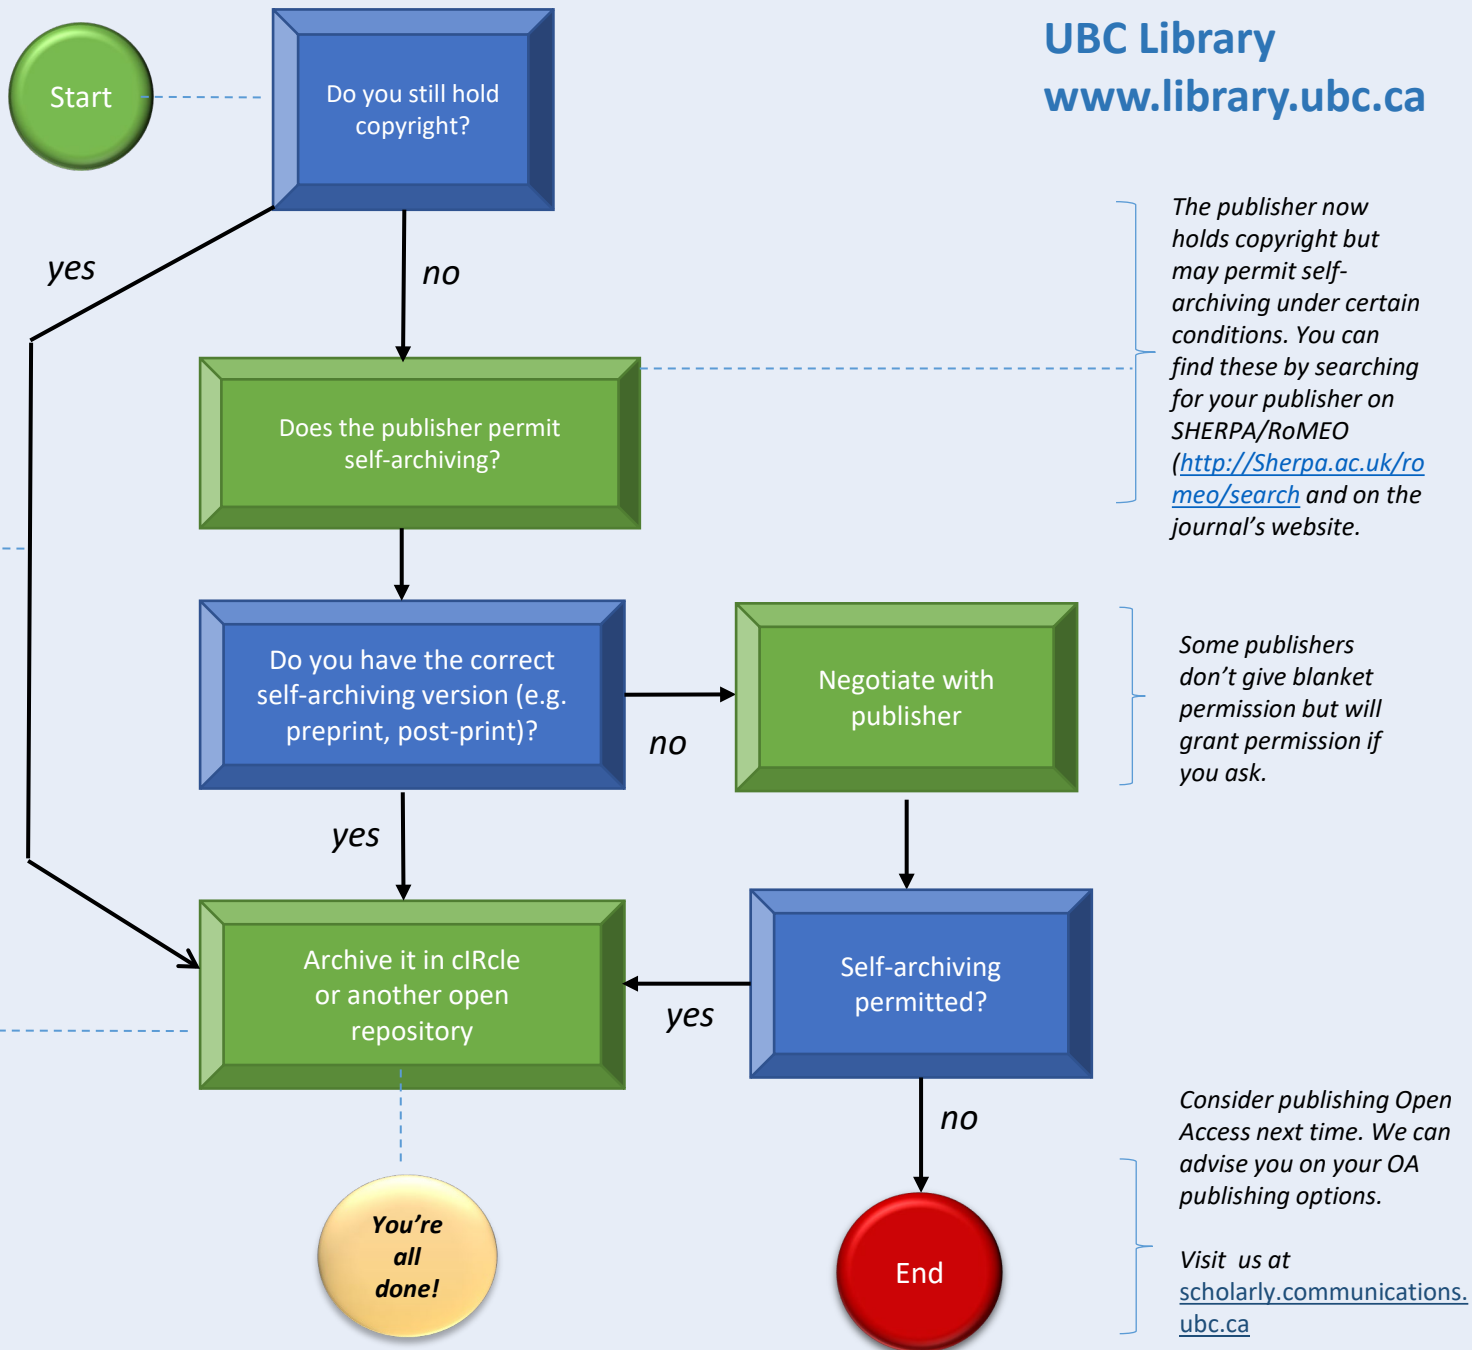 UBC Library
www.library.ubc.ca
Start
Do you still hold
copyright?
yes
no
The publisher now
holds copyright but
may permit self-
archiving under certain
conditions. You can
find these by searching
for your publisher on
SHERPA/RoMEO
(http://Sherpa.ac.uk/ro
meo/search and on the
journal's website.
Does the publisher permit
self-archiving?
Do you have the correct
self-archiving version (e.g.
preprint, post-print)?
no
Negotiate with
publisher
Some publishers
don't give blanket
permission but will
grant permission if
you ask.
yes
Archive it in cIRcle
or another open
repository
yes
Self-archiving
permitted?
no
Consider publishing Open
Access next time. We can
advise you on your OA
publishing options.
Visit us at
scholarly.communications.
ubc.ca
You're
all
done!
End